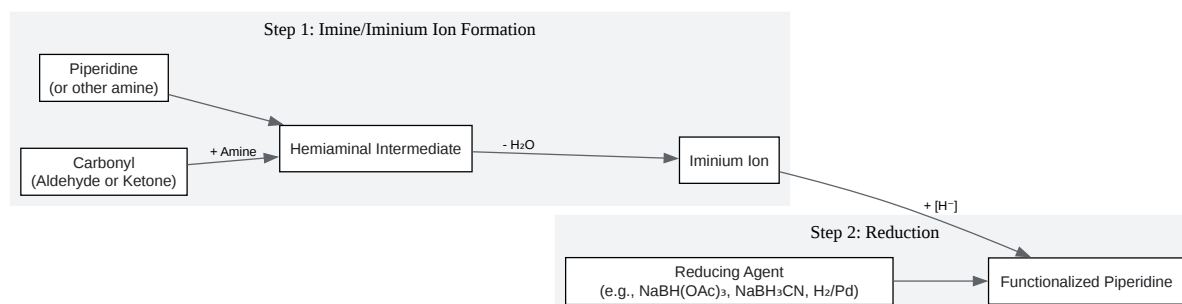 Step 1: Imine/Iminium Ion Formation
Piperidine
(or other amine)
Carbonyl
(Aldehyde or Ketone)
+ Amine
Hemiaminal Intermediate
- H₂O
Iminium Ion
+ [H⁻]
Step 2: Reduction
Reducing Agent
(e.g., NaBH(OAc)₃, NaBH₃CN, H₂/Pd)
Functionalized Piperidine